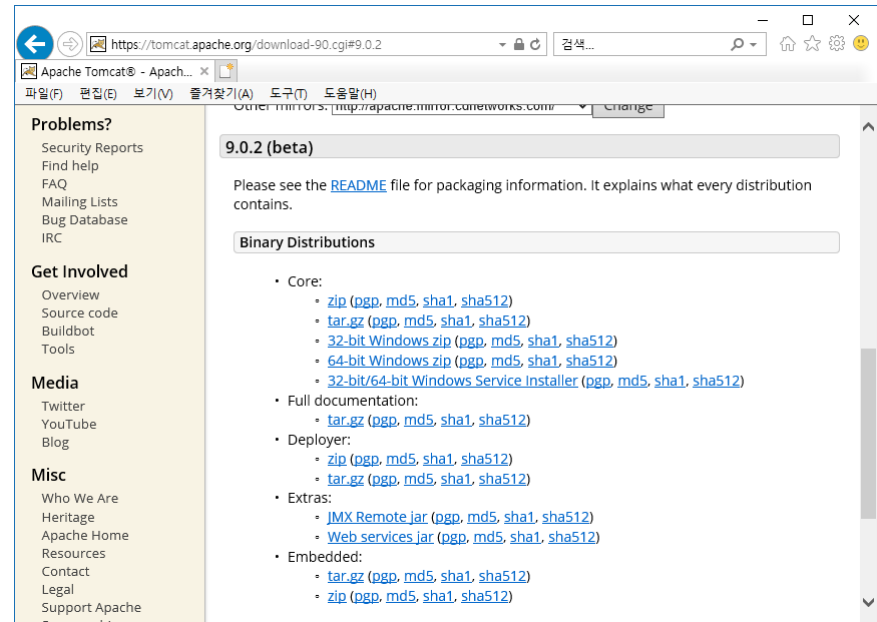 https://tomcat.apache.org/download-90.cgi#9.0.2
검색...
Apache Tomcat® - Apach...
파일(F) 편집(E) 보기(V) 즐겨찾기(A) 도구(T) 도움말(H)
Problems?
Security Reports
Find help
FAQ
Mailing Lists
Bug Database
IRC
Get Involved
Overview
Source code
Buildbot
Tools
Media
Twitter
YouTube
Blog
Misc
Who We Are
Heritage
Apache Home
Resources
Contact
Legal
Support Apache
Other mirrors: http://apache.mirror.cdnetworks.com/ Change
9.0.2 (beta)
Please see the README file for packaging information. It explains what every distribution
contains.
Binary Distributions
• Core:
◦ zip (pgp, md5, sha1, sha512)
◦ tar.gz (pgp, md5, sha1, sha512)
◦ 32-bit Windows zip (pgp, md5, sha1, sha512)
◦ 64-bit Windows zip (pgp, md5, sha1, sha512)
◦ 32-bit/64-bit Windows Service Installer (pgp, md5, sha1, sha512)
• Full documentation:
◦ tar.gz (pgp, md5, sha1, sha512)
• Deployer:
◦ zip (pgp, md5, sha1, sha512)
◦ tar.gz (pgp, md5, sha1, sha512)
• Extras:
◦ JMX Remote jar (pgp, md5, sha1, sha512)
◦ Web services jar (pgp, md5, sha1, sha512)
• Embedded:
◦ tar.gz (pgp, md5, sha1, sha512)
◦ zip (pgp, md5, sha1, sha512)